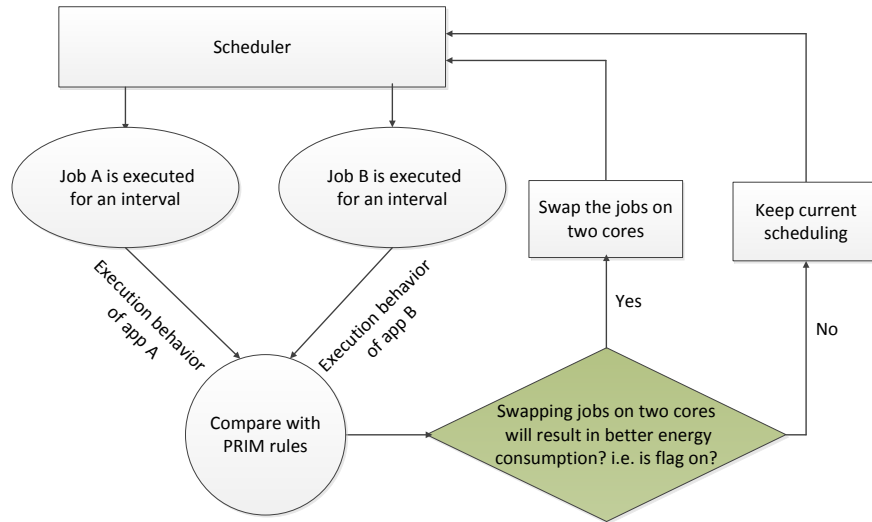 Scheduler
Job A is executed
for an interval
Job B is executed
for an interval
Swap the jobs on
two cores
Keep current
scheduling
Execution behavior
of app A
Execution behavior
of app B
Yes
No
Compare with
PRIM rules
Swapping jobs on two cores
will result in better energy
consumption? i.e. is flag on?